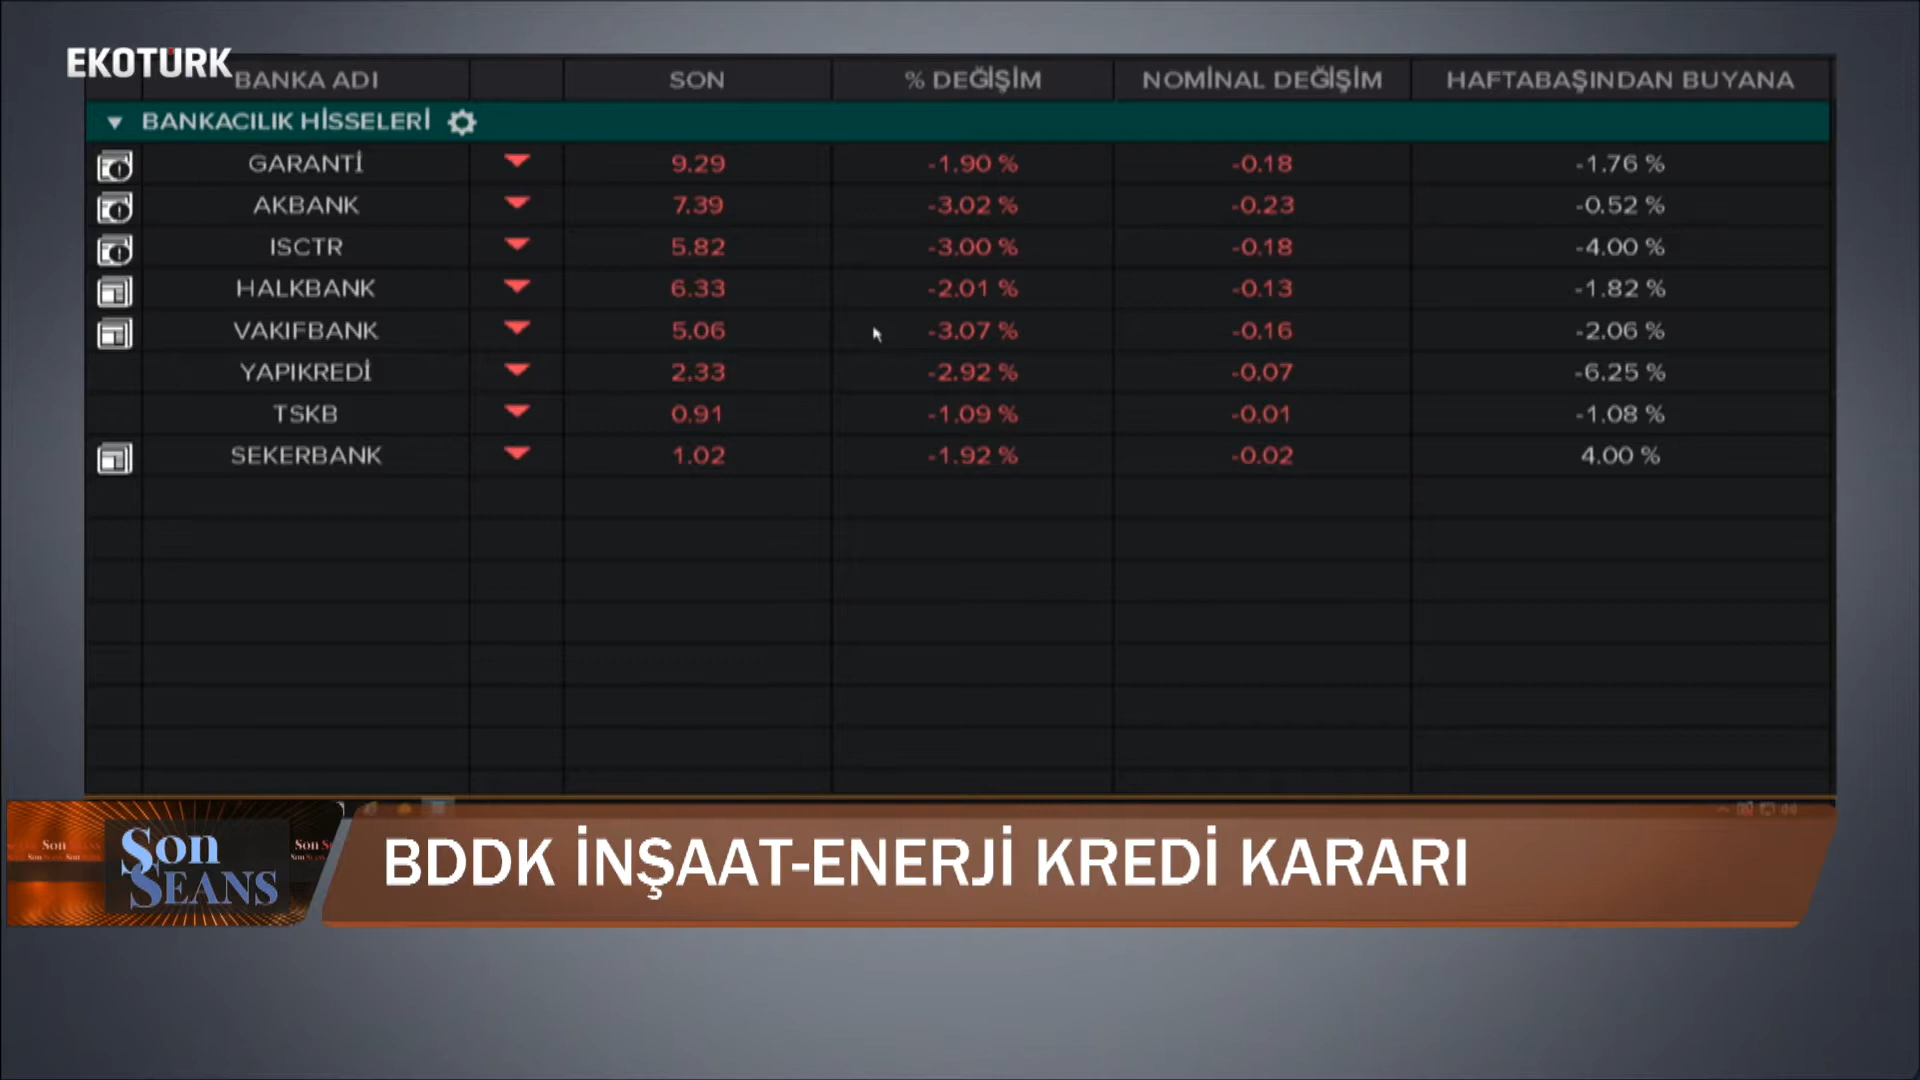 EKOTÜRK
BANKA ADI SON % DEĞİŞİM NOMİNAL DEĞİŞİM HAFTABAŞINDAN BUYANA
BANKACILIK HİSSELERİ
GARANTİ 9.29 -1.90 % -0.18 -1.76 %
AKBANK 7.39 -3.02 % -0.23 -0.52 %
ISCTR 5.82 -3.00 % -0.18 -4.00 %
HALKBANK 6.33 -2.01 % -0.13 -1.82 %
VAKIFBANK 5.06 -3.07 % -0.16 -2.06 %
YAPIKREDİ 2.33 -2.92 % -0.07 -6.25 %
TSKB 0.91 -1.09 % -0.01 -1.08 %
SEKERBANK 1.02 -1.92 % -0.02 4.00 %
Son
SEANS
BDDK İNŞAAT-ENERJİ KREDİ KARARI